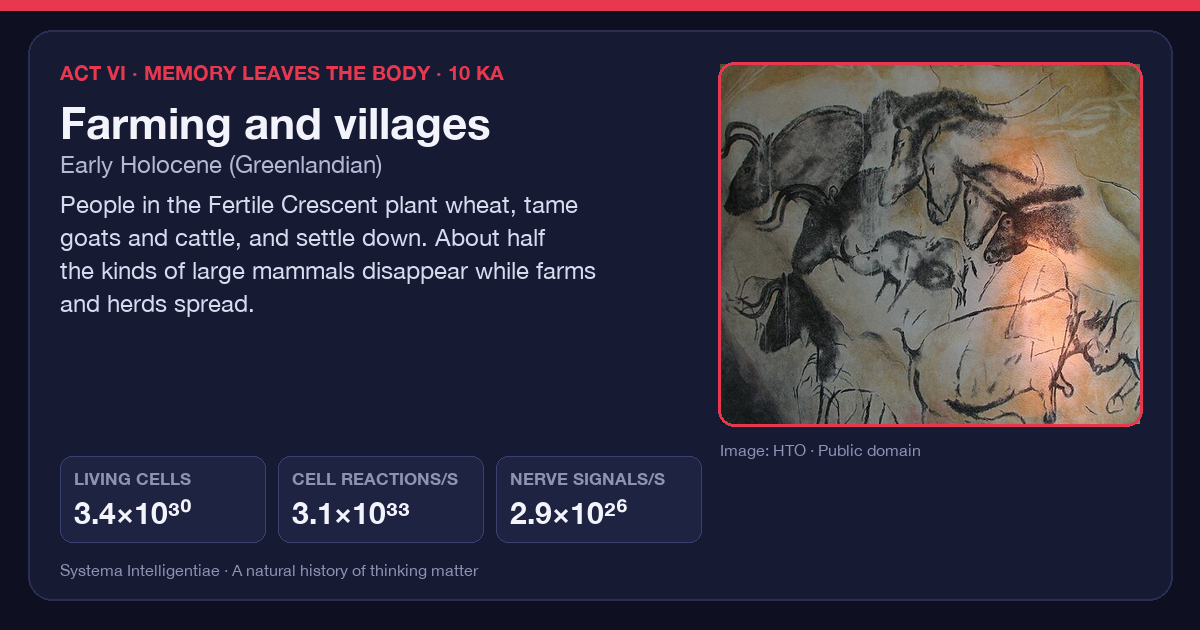 ACT VI · MEMORY LEAVES THE BODY · 10 KA
Farming and villages
Early Holocene (Greenlandian)
People in the Fertile Crescent plant wheat, tame
goats and cattle, and settle down. About half
the kinds of large mammals disappear while farms
and herds spread.
Image: HTO · Public domain
LIVING CELLS
3.4×10³⁰
CELL REACTIONS/S
3.1×10³³
NERVE SIGNALS/S
2.9×10²⁶
Systema Intelligentiae · A natural history of thinking matter